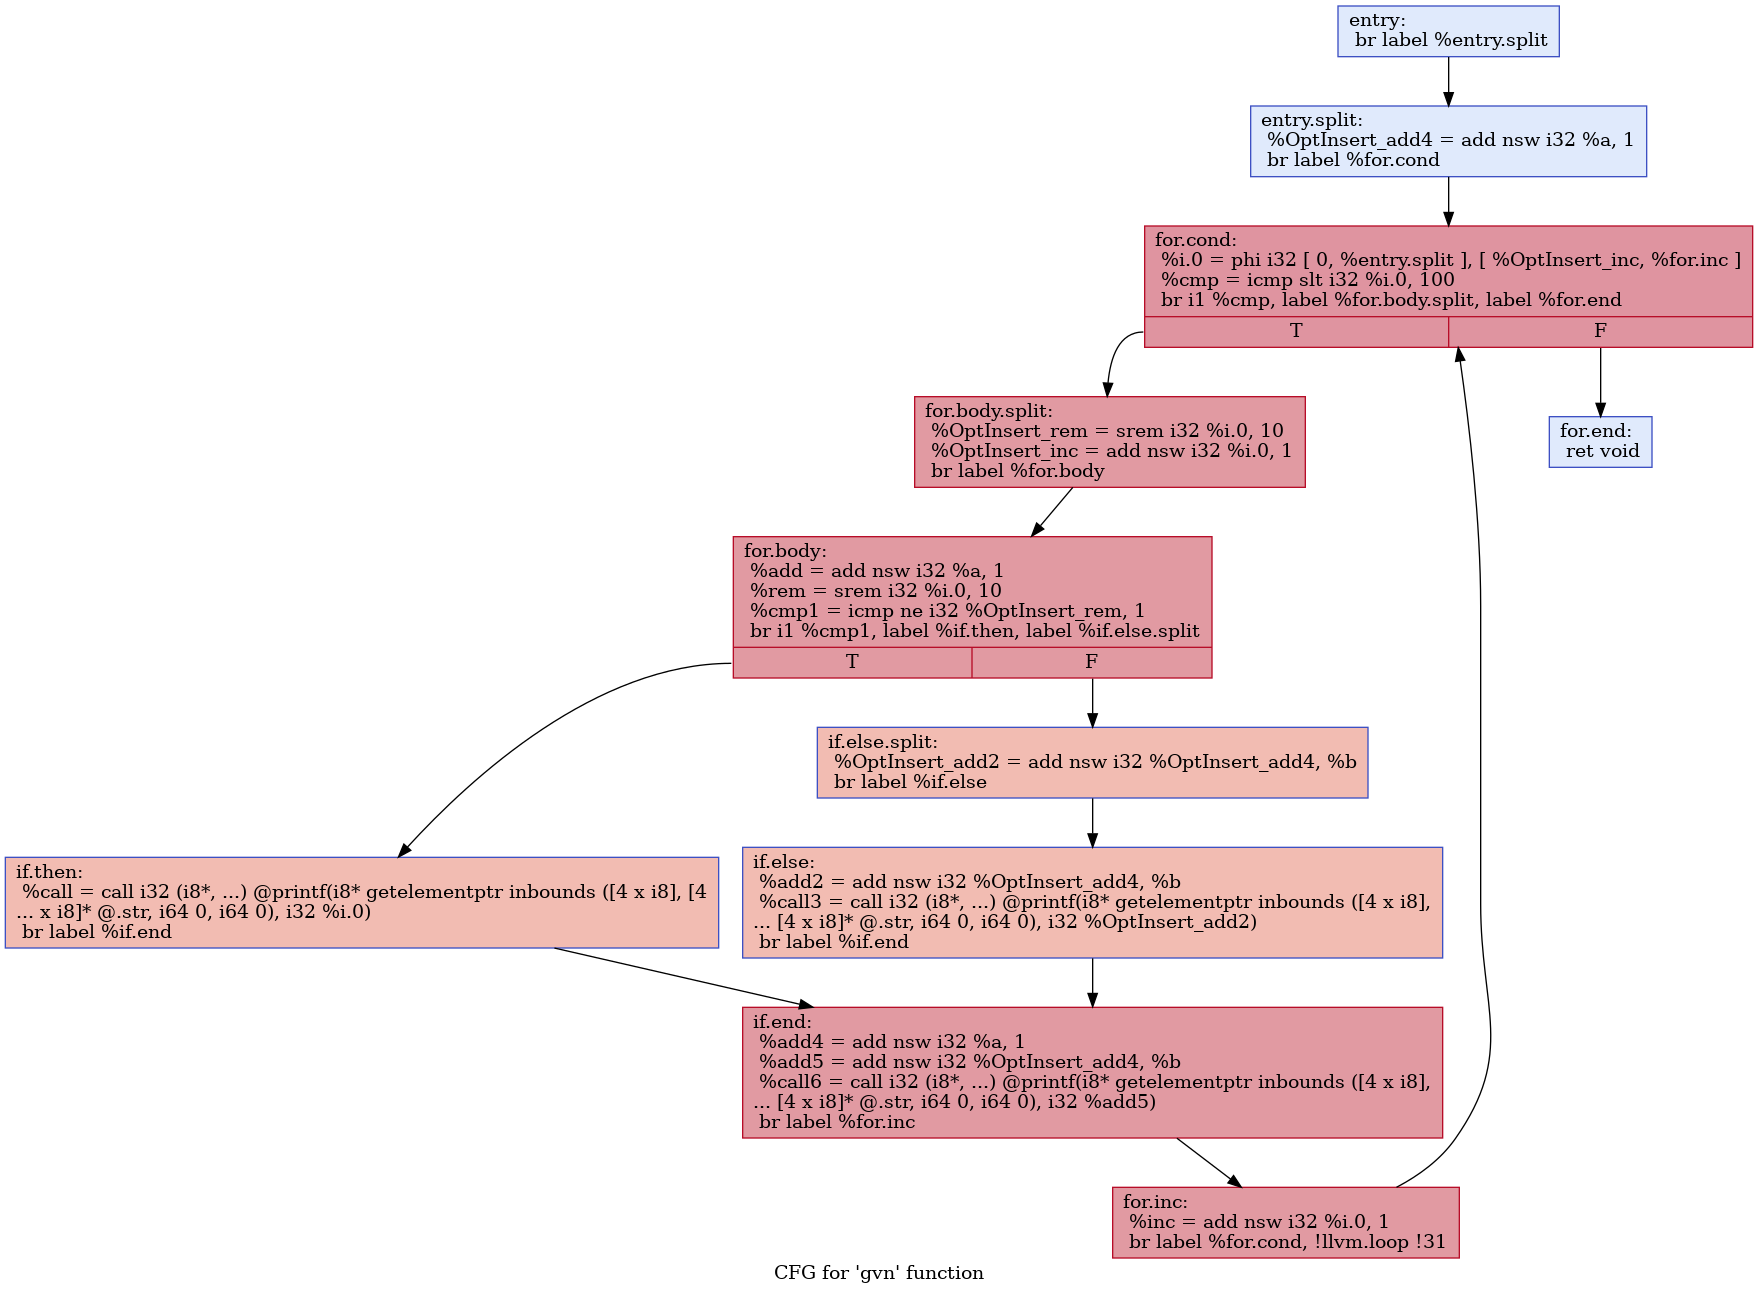 entry:
br label %entry.split
entry.split:
%OptInsert_add4 = add nsw i32 %a, 1
br label %for.cond
for.cond:
%i.0 = phi i32 [ 0, %entry.split ], [ %OptInsert_inc, %for.inc ]
%cmp = icmp slt i32 %i.0, 100
br i1 %cmp, label %for.body.split, label %for.end
T
F
for.body.split:
%OptInsert_rem = srem i32 %i.0, 10
%OptInsert_inc = add nsw i32 %i.0, 1
br label %for.body
for.end:
ret void
for.body:
%add = add nsw i32 %a, 1
%rem = srem i32 %i.0, 10
%cmp1 = icmp ne i32 %OptInsert_rem, 1
br i1 %cmp1, label %if.then, label %if.else.split
T
F
if.else.split:
%OptInsert_add2 = add nsw i32 %OptInsert_add4, %b
br label %if.else
if.then:
%call = call i32 (i8*, ...) @printf(i8* getelementptr inbounds ([4 x i8], [4
... x i8]* @.str, i64 0, i64 0), i32 %i.0)
br label %if.end
if.else:
%add2 = add nsw i32 %OptInsert_add4, %b
%call3 = call i32 (i8*, ...) @printf(i8* getelementptr inbounds ([4 x i8],
... [4 x i8]* @.str, i64 0, i64 0), i32 %OptInsert_add2)
br label %if.end
if.end:
%add4 = add nsw i32 %a, 1
%add5 = add nsw i32 %OptInsert_add4, %b
%call6 = call i32 (i8*, ...) @printf(i8* getelementptr inbounds ([4 x i8],
... [4 x i8]* @.str, i64 0, i64 0), i32 %add5)
br label %for.inc
for.inc:
%inc = add nsw i32 %i.0, 1
br label %for.cond, !llvm.loop !31
CFG for 'gvn' function